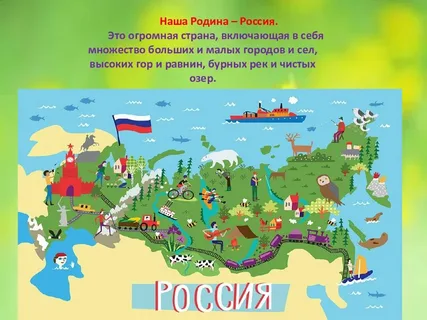 Наша Родина – Россия.
Это огромная страна, включающая в себя
множество больших и малых городов и сел,
высоких гор и равнин, бурных рек и чистых
озер.
РОССИЯ